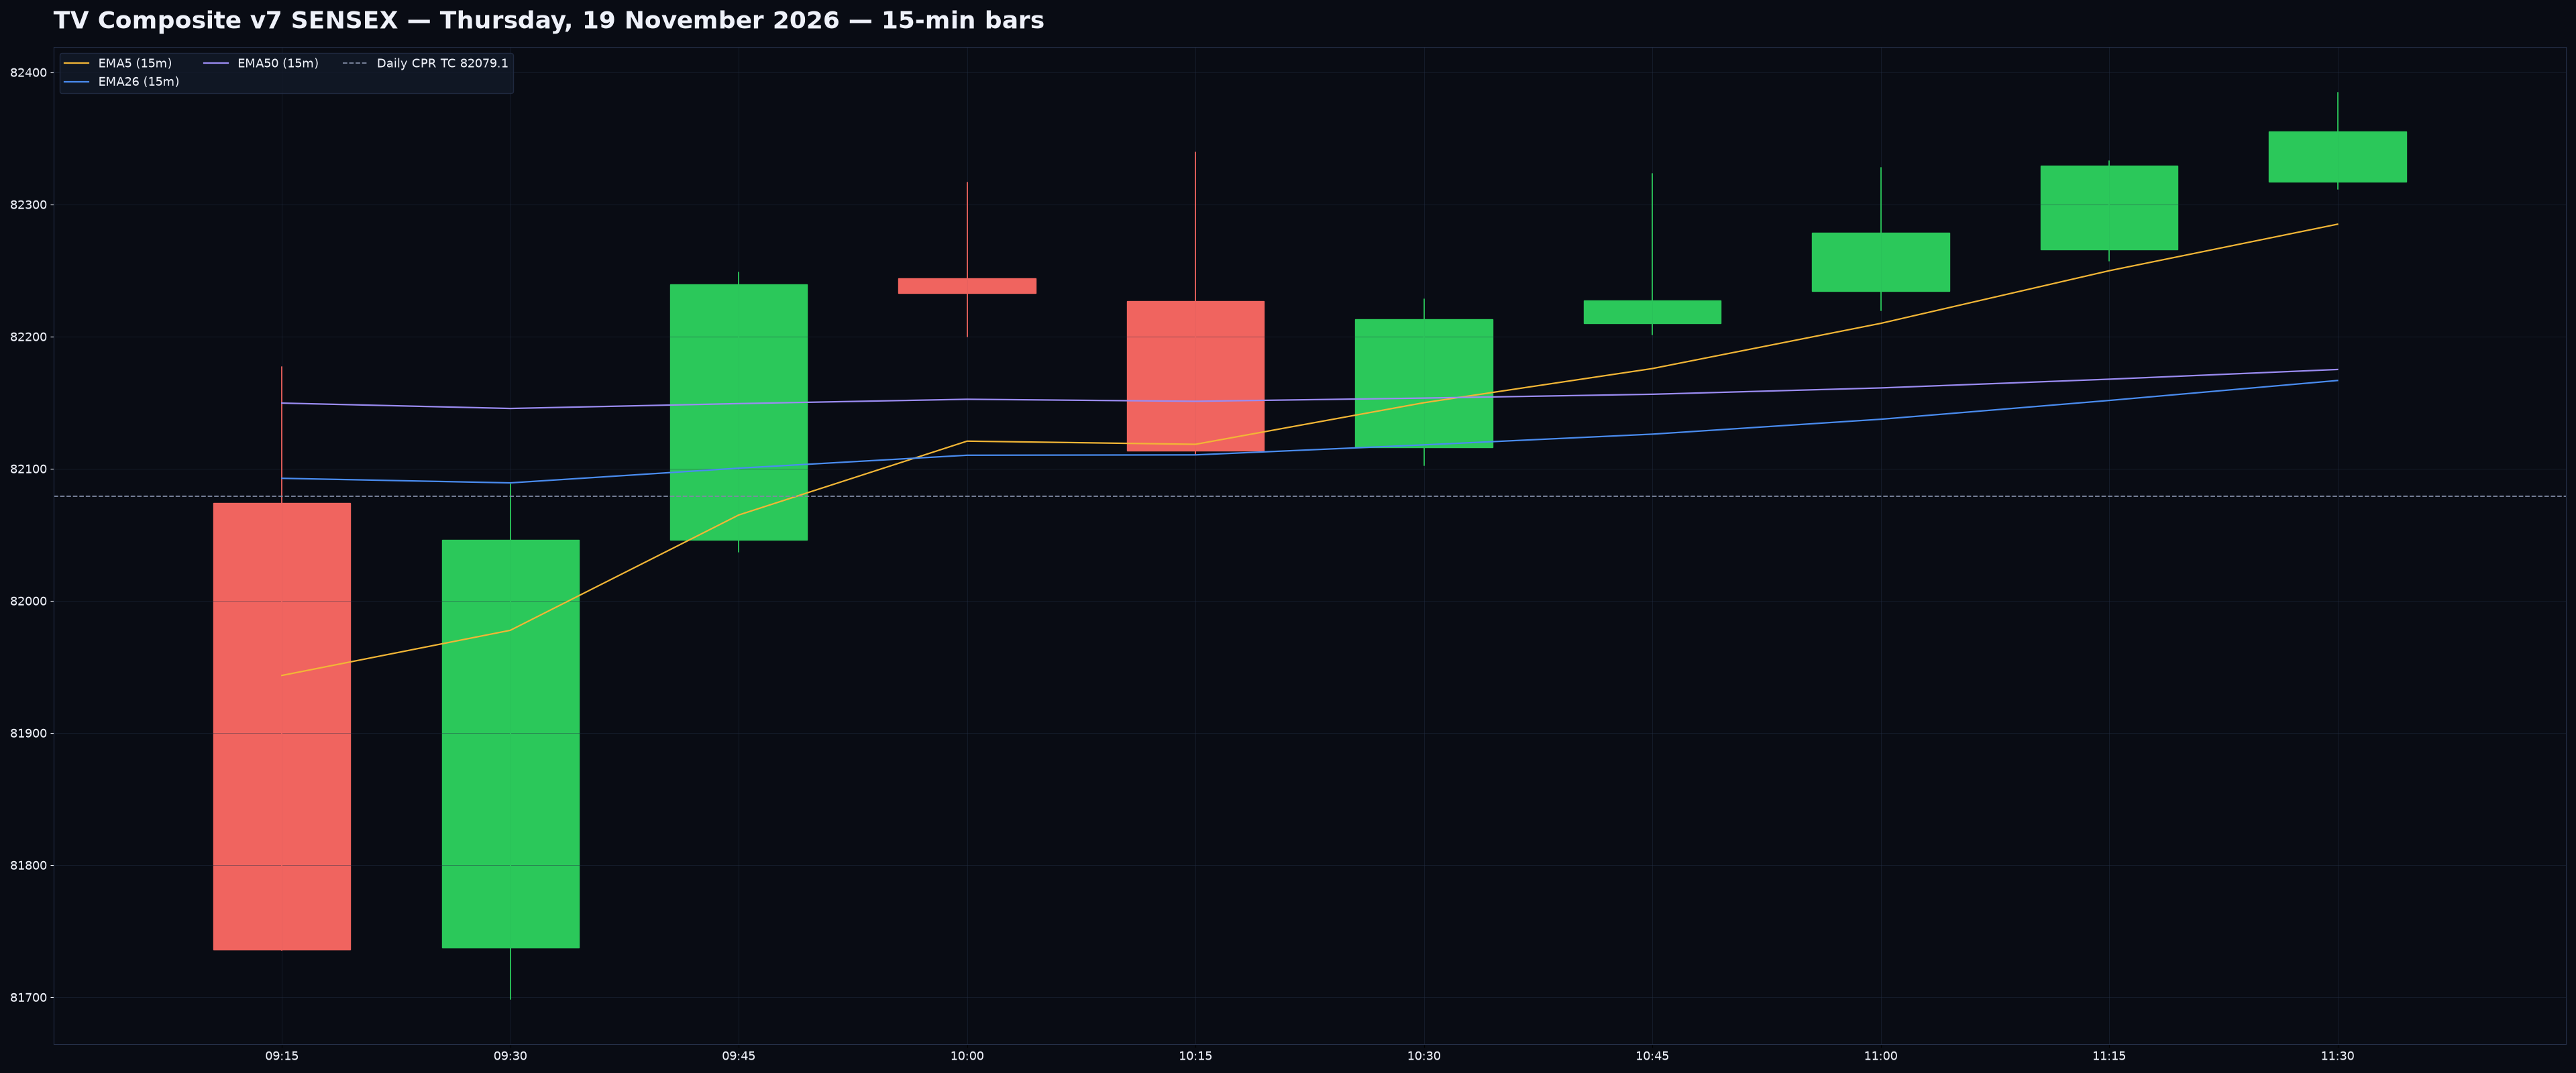 TV Composite v7 SENSEX — Thursday, 19 November 2026 — 15-min bars
EMA5 (15m) EMA50 (15m) Daily CPR TC 82079.1
EMA26 (15m)
82400
82300
82200
82100
82000
81900
81800
81700
09:15 09:30 09:45 10:00 10:15 10:30 10:45 11:00 11:15 11:30